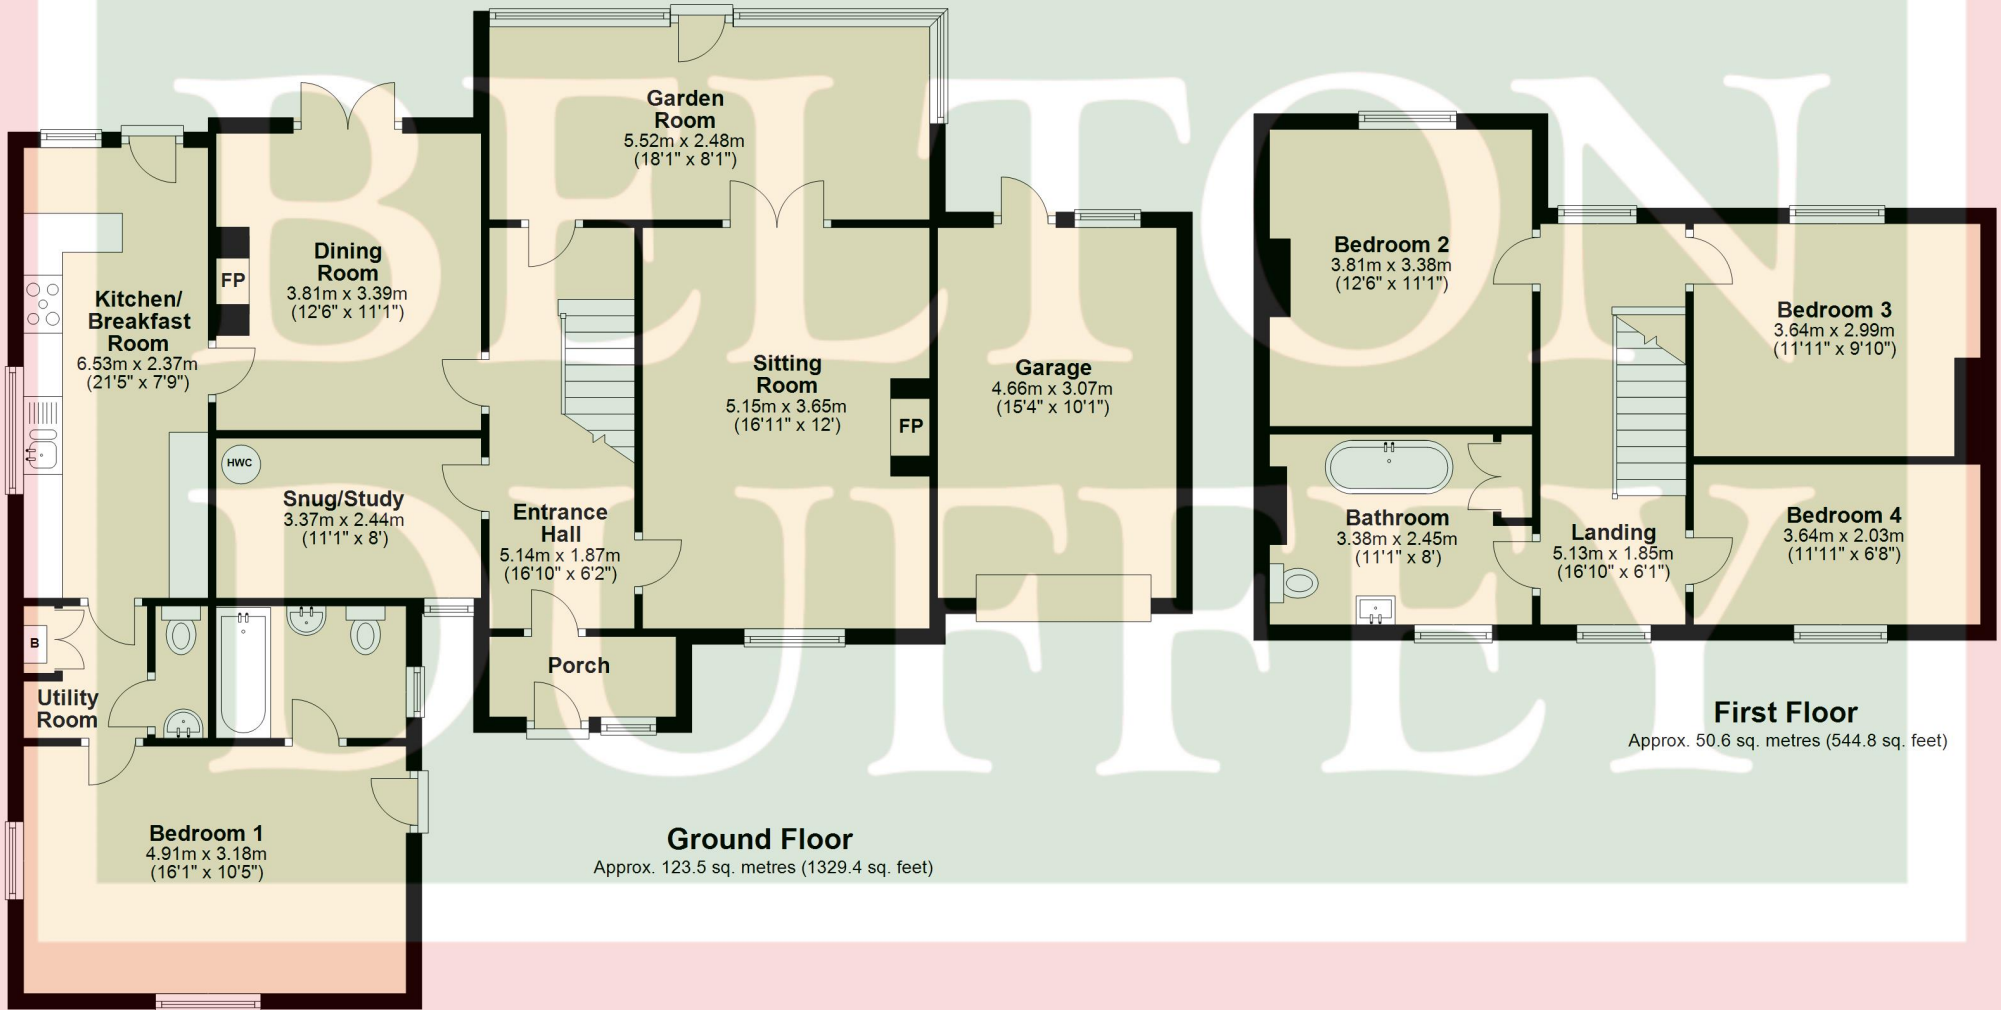 BELTON
DUFFEY
Garden
Room
5.52m x 2.48m
(18'1" x 8'1")
Dining
Room
3.81m x 3.39m
(12'6" x 11'1")
FP
Kitchen/
Breakfast
Room
6.53m x 2.37m
(21'5" x 7'9")
Sitting
Room
5.15m x 3.65m
(16'11" x 12')
FP
Garage
4.66m x 3.07m
(15'4" x 10'1")
HWC
Snug/Study
3.37m x 2.44m
(11'1" x 8')
Entrance
Hall
5.14m x 1.87m
(16'10" x 6'2")
B
Utility
Room
Porch
Bedroom 1
4.91m x 3.18m
(16'1" x 10'5")
Ground Floor
Approx. 123.5 sq. metres (1329.4 sq. feet)
Bedroom 2
3.81m x 3.38m
(12'6" x 11'1")
Bedroom 3
3.64m x 2.99m
(11'11" x 9'10")
Bathroom
3.38m x 2.45m
(11'1" x 8')
Landing
5.13m x 1.85m
(16'10" x 6'1")
Bedroom 4
3.64m x 2.03m
(11'11" x 6'8")
First Floor
Approx. 50.6 sq. metres (544.8 sq. feet)